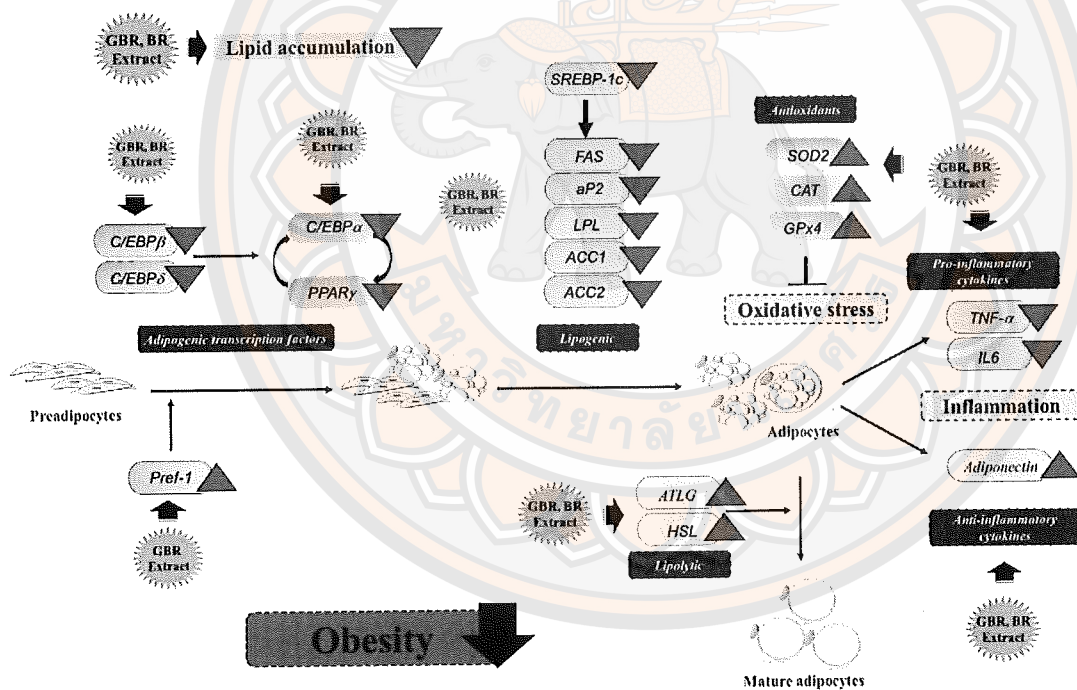 GBR, BR
Extract
Lipid accumulation
GBR, BR
Extract
GBR, BR
Extract
GBR, BR
Extract
C/EBPβ
C/EBPδ
C/EBPα
PPARγ
Adipogenic transcription factors
SREBP-1c
FAS
aP2
LPL
ACC1
ACC2
Lipogenic
Antioxidants
SOD2
CAT
GPx4
GBR, BR
Extract
Oxidative stress
Pro-inflammatory
cytokines
TNF-α
IL6
Inflammation
Preadipocytes
Adipocytes
Pref-1
GBR
Extract
GBR, BR
Extract
ATLG
HSL
Lipolytic
Adiponectin
Anti-inflammatory
cytokines
GBR, BR
Extract
Obesity
Mature adipocytes